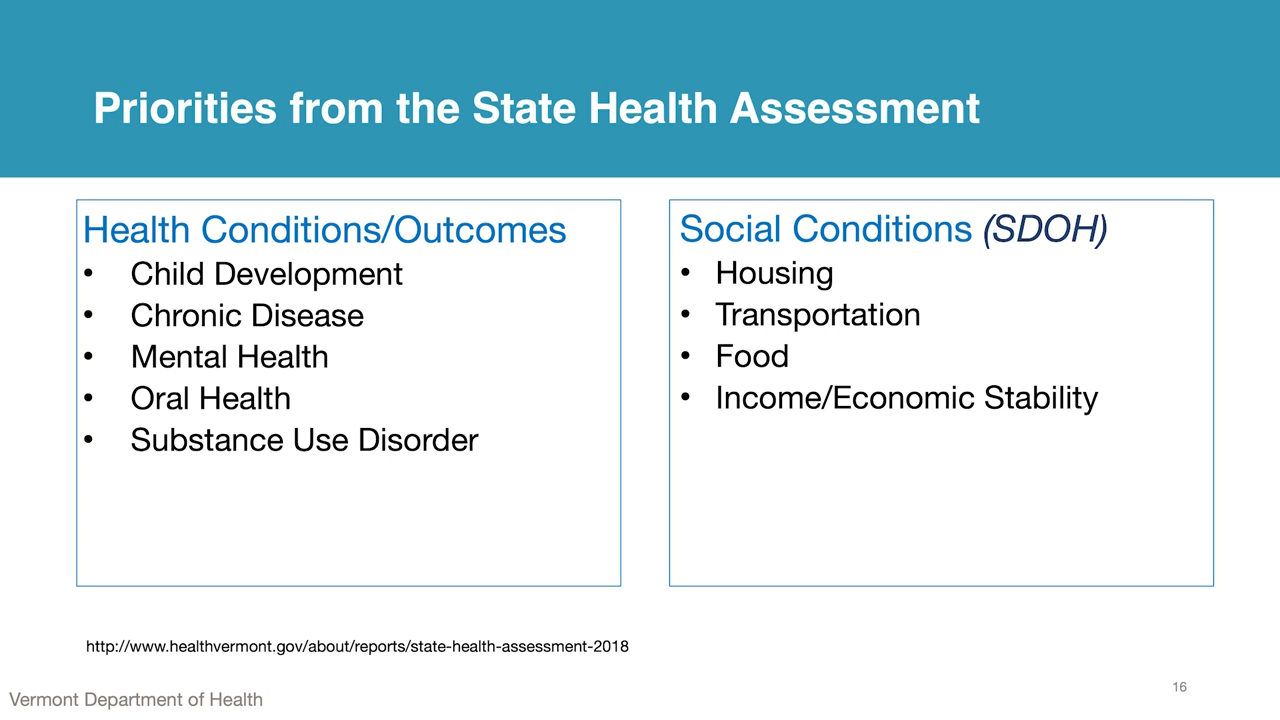 Priorities from the State Health Assessment
Health Conditions/Outcomes
• Child Development
• Chronic Disease
• Mental Health
• Oral Health
• Substance Use Disorder
Social Conditions (SDOH)
• Housing
• Transportation
• Food
• Income/Economic Stability
http://www.healthvermont.gov/about/reports/state-health-assessment-2018
16
Vermont Department of Health